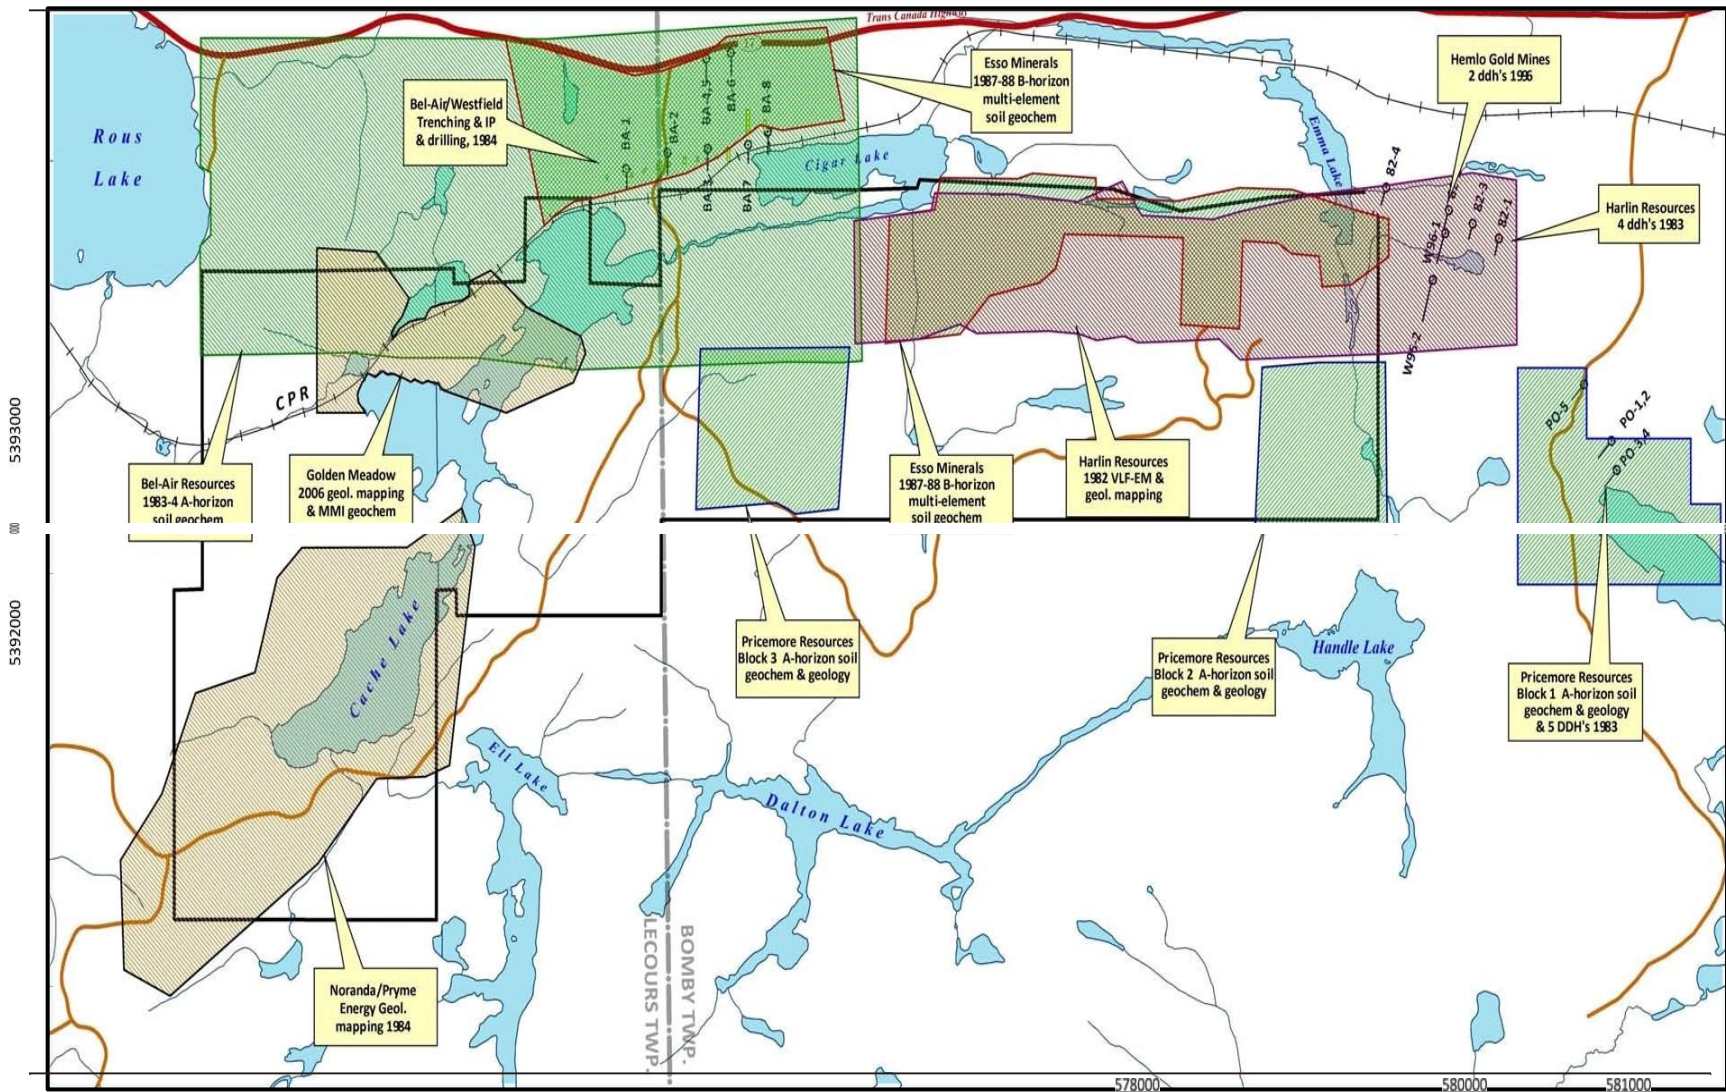 Trans Canada Highway
Rous
Lake
Bel-Air/Westfield
Trenching & IP
& drilling, 1984
BA-1
BA-2
BA-4,5
BA-6
BA-8
BA-3
BA-7
Esso Minerals
1987-88 B-horizon
multi-element
soil geochem
Cigar Lake
Emma Lake
Hemlo Gold Mines
2 ddh's 1996
82-4
82-3
82-1
W96-1
W96-2
Harlin Resources
4 ddh's 1983
CPR
5393000
Bel-Air Resources
1983-4 A-horizon
soil geochem
Golden Meadow
2006 geol. mapping
& MMI geochem
Esso Minerals
1987-88 B-horizon
multi-element
soil geochem
Harlin Resources
1982 VLF-EM &
geol. mapping
PO-5
PO-1,2
PO-3,4
5392000
Cache Lake
Pricemore Resources
Block 3 A-horizon soil
geochem & geology
Pricemore Resources
Block 2 A-horizon soil
geochem & geology
Handle Lake
Pricemore Resources
Block 1 A-horizon soil
geochem & geology
& 5 DDH's 1983
Ell Lake
Dalton Lake
Noranda/Pryme
Energy Geol.
mapping 1984
LECOURS TWP.
BOMBY TWP.
578000
580000
581000